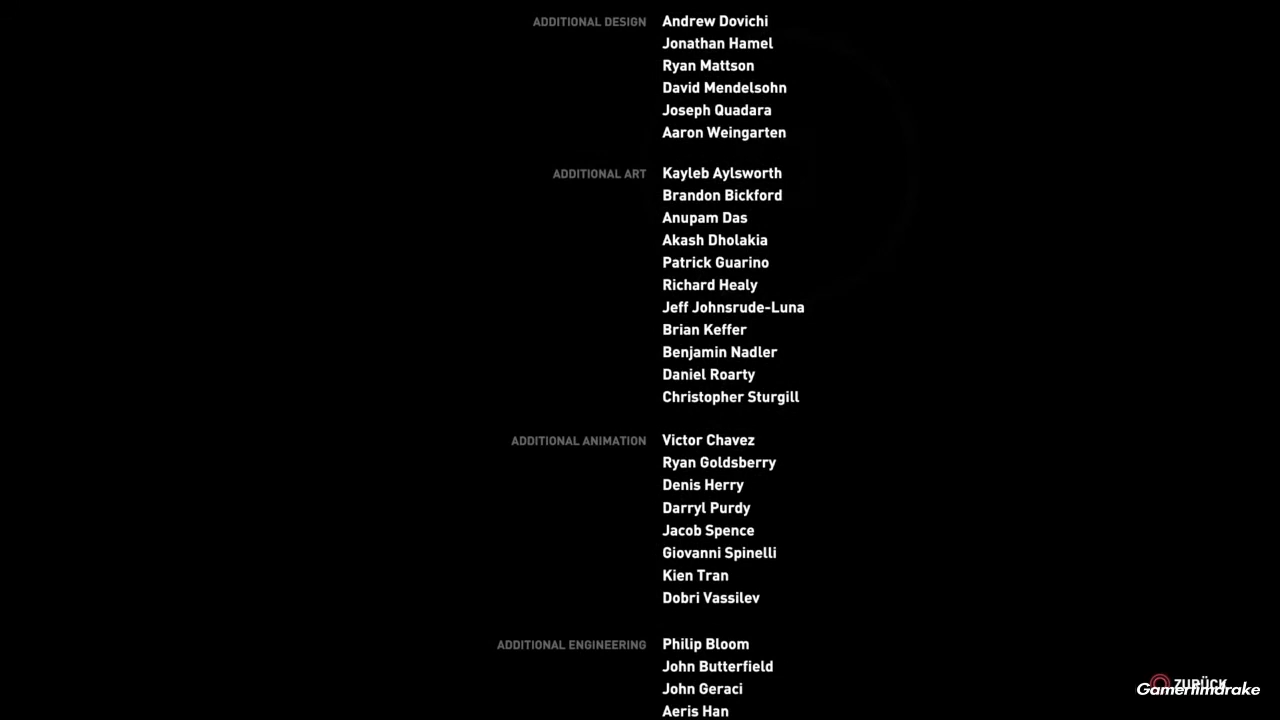 ADDITIONAL DESIGN Andrew Dovichi
Jonathan Hamel
Ryan Mattson
David Mendelsohn
Joseph Quadara
Aaron Weingarten
ADDITIONAL ART Kayleb Aylsworth
Brandon Bickford
Anupam Das
Akash Dholakia
Patrick Guarino
Richard Healy
Jeff Johnsrude-Luna
Brian Keffer
Benjamin Nadler
Daniel Roarty
Christopher Sturgill
ADDITIONAL ANIMATION Victor Chavez
Ryan Goldsberry
Denis Herry
Darryl Purdy
Jacob Spence
Giovanni Spinelli
Kien Tran
Dobri Vassilev
ADDITIONAL ENGINEERING Philip Bloom
John Butterfield
John Geraci
Aeris Han
ZURÜCK
Gamertimdrake